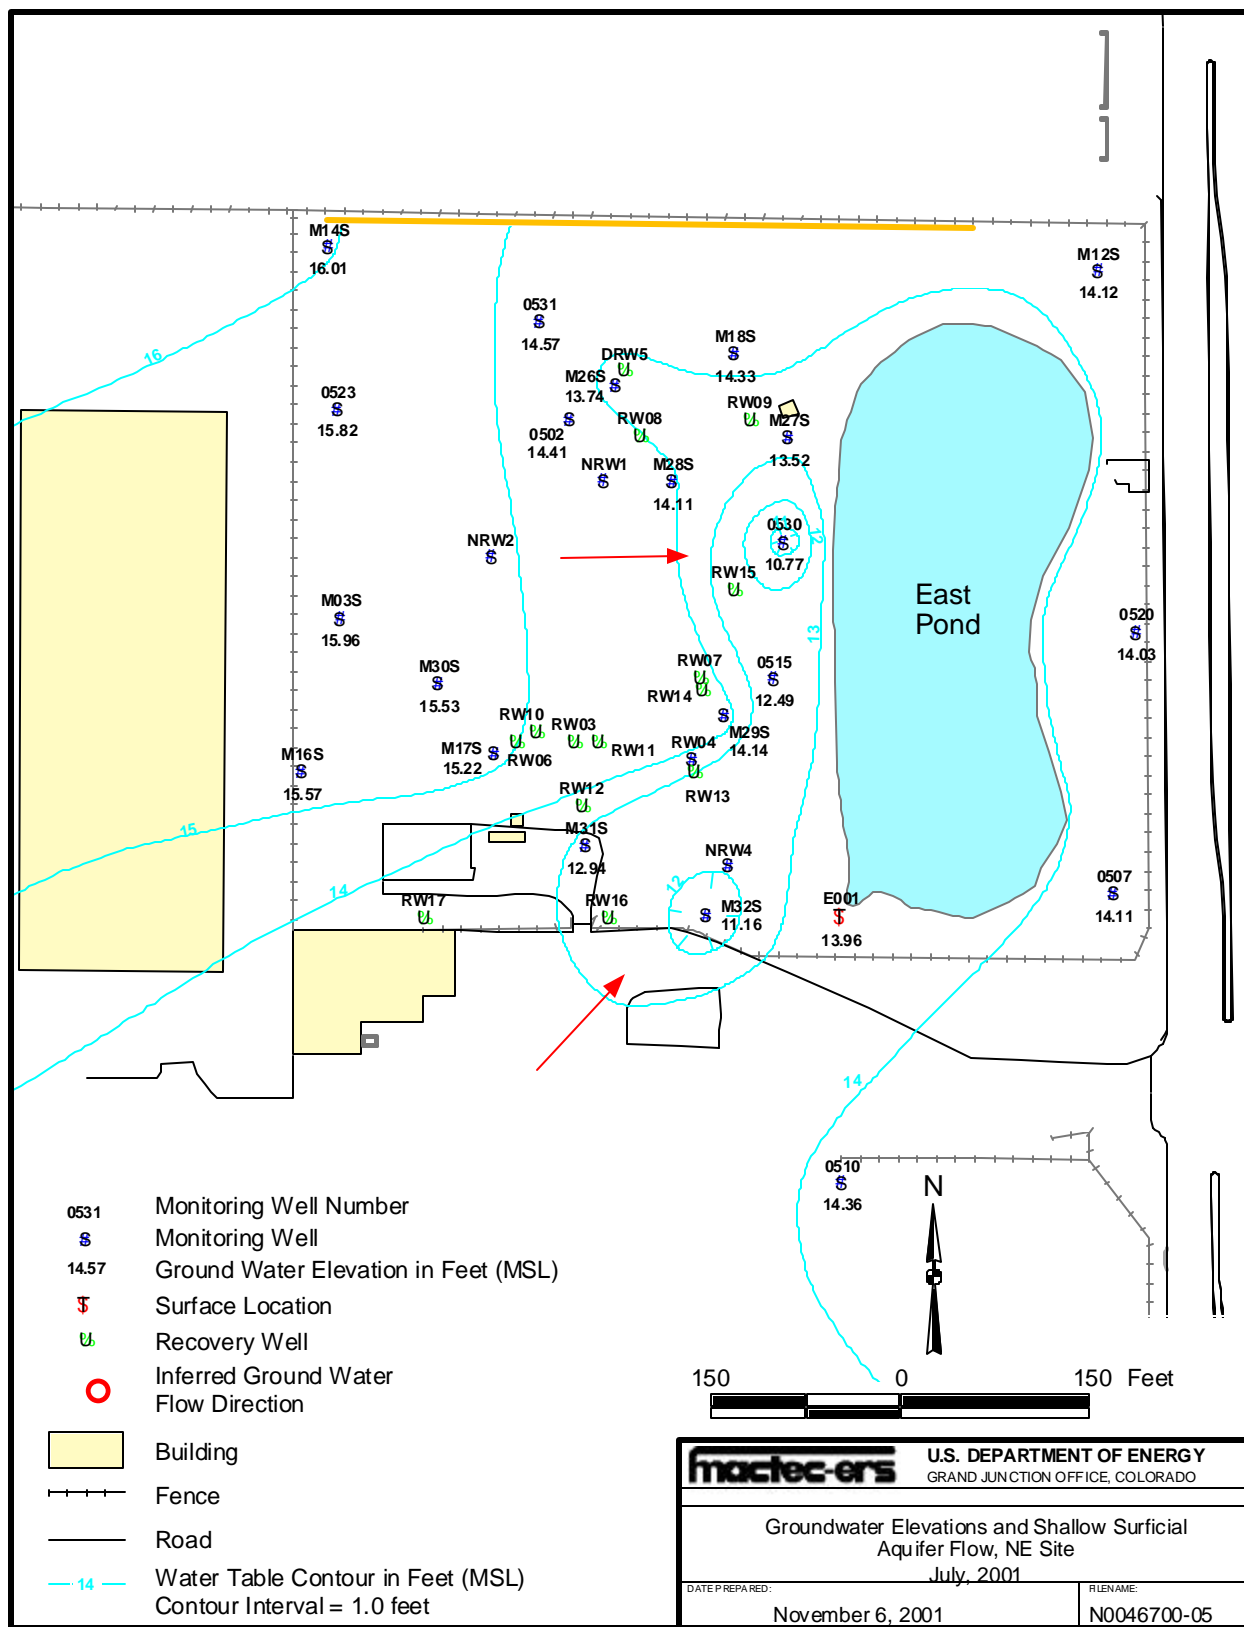 M14S
16.01
M12S
14.12
0531
14.57
M18S
14.33
DRW5
M26S
13.74
16
0523
15.82
RW09
RW08
M27S
13.52
0502
14.41
NRW1
M28S
14.11
0530
12
10.77
NRW2
RW15
East
Pond
M03S
15.96
13
0520
14.03
M30S
15.53
RW07
RW14
0515
12.49
RW10
RW03
M29S
14.14
M17S
15.22
RW06
RW11
RW04
M16S
15.57
RW12
RW13
15
M31S
12.94
NRW4
14
12
RW17
RW16
M32S
11.16
E001
13.96
0507
14.11
14
0510
14.36
N
0531 Monitoring Well Number
Monitoring Well
14.57 Ground Water Elevation in Feet (MSL)
Surface Location
Recovery Well
Inferred Ground Water
Flow Direction
Building
Fence
Road
14 Water Table Contour in Feet (MSL)
Contour Interval = 1.0 feet
150 0 150 Feet
mactec-ers
U.S. DEPARTMENT OF ENERGY
GRAND JUNCTION OFFICE, COLORADO
Groundwater Elevations and Shallow Surficial
Aquifer Flow, NE Site
July, 2001
DATE PREPARED:
November 6, 2001
FILENAME:
N0046700-05